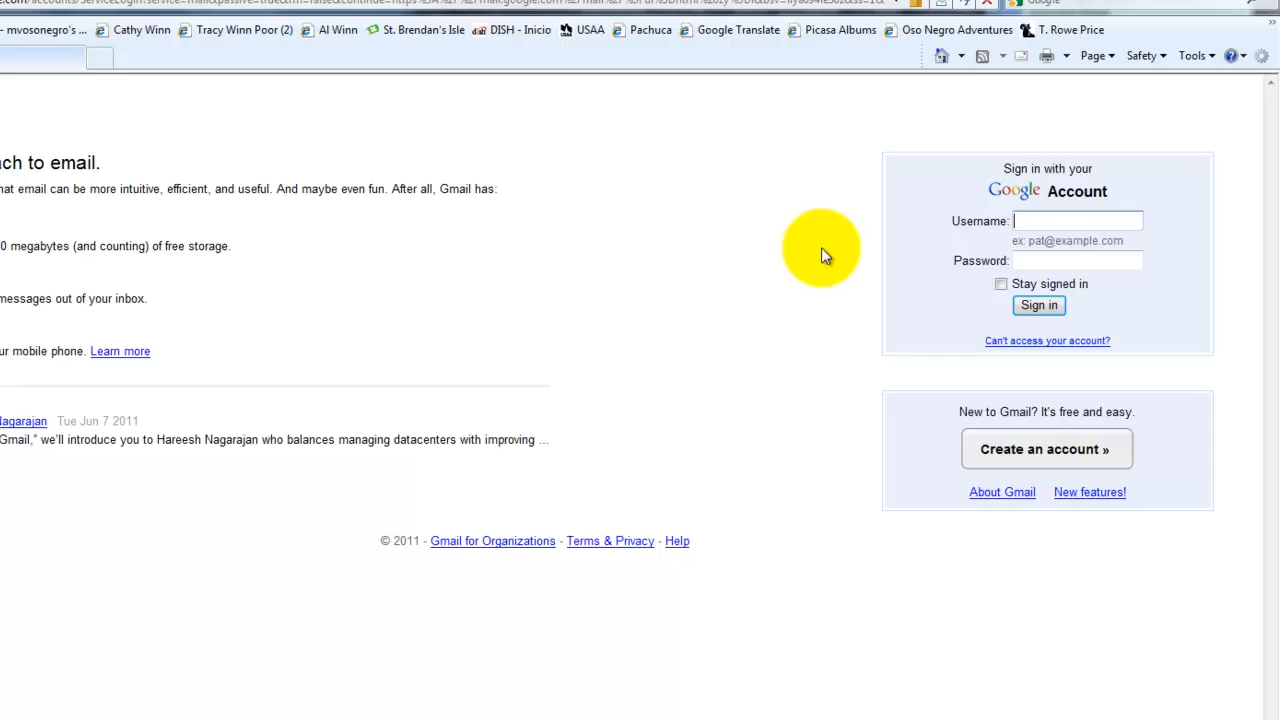 - mvosonegro's ... Cathy Winn Tracy Winn Poor (2) Al Winn St. Brendan's Isle DISH - Inicio USAA Pachuca Google Translate Picasa Albums Oso Negro Adventures T. Rowe Price
Page Safety Tools
ach to email.
hat email can be more intuitive, efficient, and useful. And maybe even fun. After all, Gmail has:
0 megabytes (and counting) of free storage.
messages out of your inbox.
ur mobile phone. Learn more
Nagarajan Tue Jun 7 2011
Gmail," we'll introduce you to Hareesh Nagarajan who balances managing datacenters with improving ...
Sign in with your
Google Account
Username:
ex: pat@example.com
Password:
Stay signed in
Sign in
Can't access your account?
New to Gmail? It's free and easy.
Create an account »
About Gmail New features!
© 2011 - Gmail for Organizations - Terms & Privacy - Help